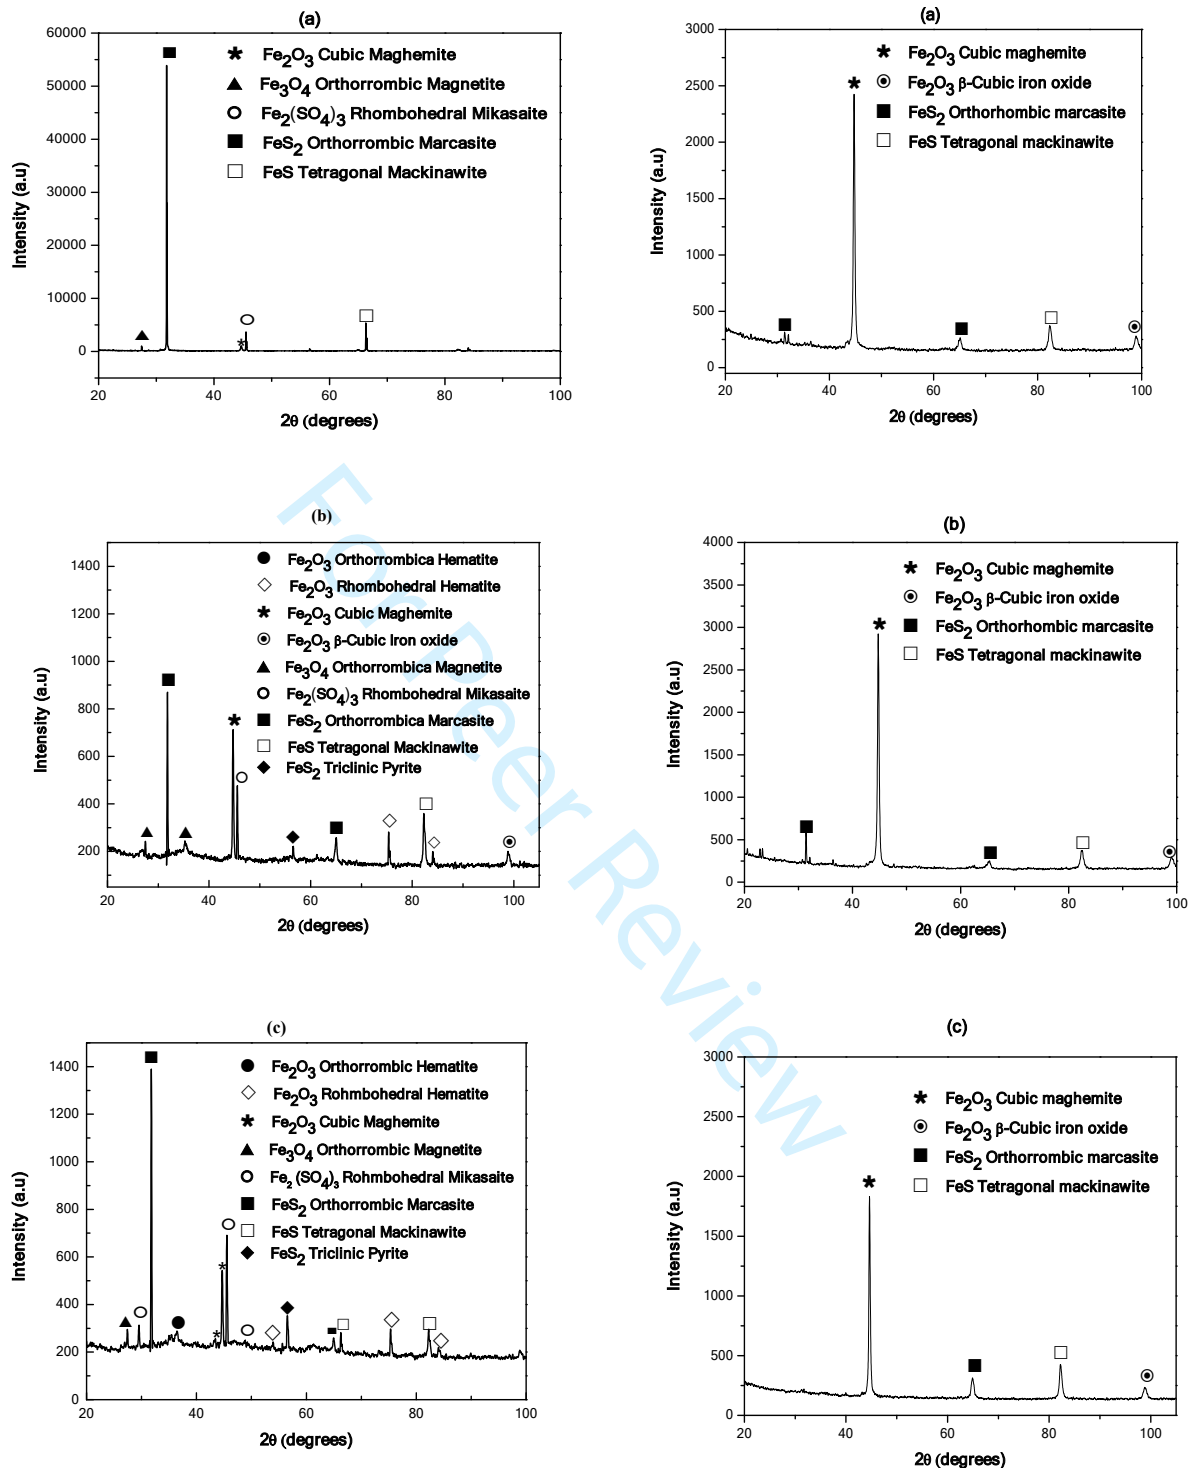 (a)
60000
50000
40000
30000
20000
10000
0
Intensity (a.u)
Fe2O3 Cubic Maghemite
Fe3O4 Orthorrombic Magnetite
Fe2(SO4)3 Rhombohedral Mikasaite
FeS2 Orthorrombic Marcasite
FeS Tetragonal Mackinawite
20 40 60 80 100
2θ (degrees)
(a)
3000
2500
2000
1500
1000
500
0
Intensity (a.u)
Fe2O3 Cubic maghemite
Fe2O3 β-Cubic iron oxide
FeS2 Orthorhombic marcasite
FeS Tetragonal mackinawite
20 40 60 80 100
2θ (degrees)
(b)
1400
1200
1000
800
600
400
200
Intensity (a.u)
Fe2O3 Orthorrombica Hematite
Fe2O3 Rhombohedral Hematite
Fe2O3 Cubic Maghemite
Fe2O3 β-Cubic Iron oxide
Fe3O4 Orthorrombica Magnetite
Fe2(SO4)3 Rhombohedral Mikasaite
FeS2 Orthorrombica Marcasite
FeS Tetragonal Mackinawite
FeS2 Triclinic Pyrite
20 40 60 80 100
2θ (degrees)
(b)
4000
3500
3000
2500
2000
1500
1000
500
0
Intensity (a.u)
Fe2O3 Cubic maghemite
Fe2O3 β-Cubic iron oxide
FeS2 Orthorhombic marcasite
FeS Tetragonal mackinawite
20 40 60 80 100
2θ (degrees)
(c)
1400
1200
1000
800
600
400
200
0
Intensity (a.u)
Fe2O3 Orthorrombic Hematite
Fe2O3 Rohmbohedral Hematite
Fe2O3 Cubic Maghemite
Fe3O4 Orthorrombic Magnetite
Fe2 (SO4)3 Rohmbohedral Mikasaite
FeS2 Orthorrombic Marcasite
FeS Tetragonal Mackinawite
FeS2 Triclinic Pyrite
20 40 60 80 100
2θ (degrees)
(c)
3000
2500
2000
1500
1000
500
0
Intensity (a.u)
Fe2O3 Cubic maghemite
Fe2O3 β-Cubic iron oxide
FeS2 Orthorrombic marcasite
FeS Tetragonal mackinawite
20 40 60 80 100
2θ (degrees)
For Peer Review